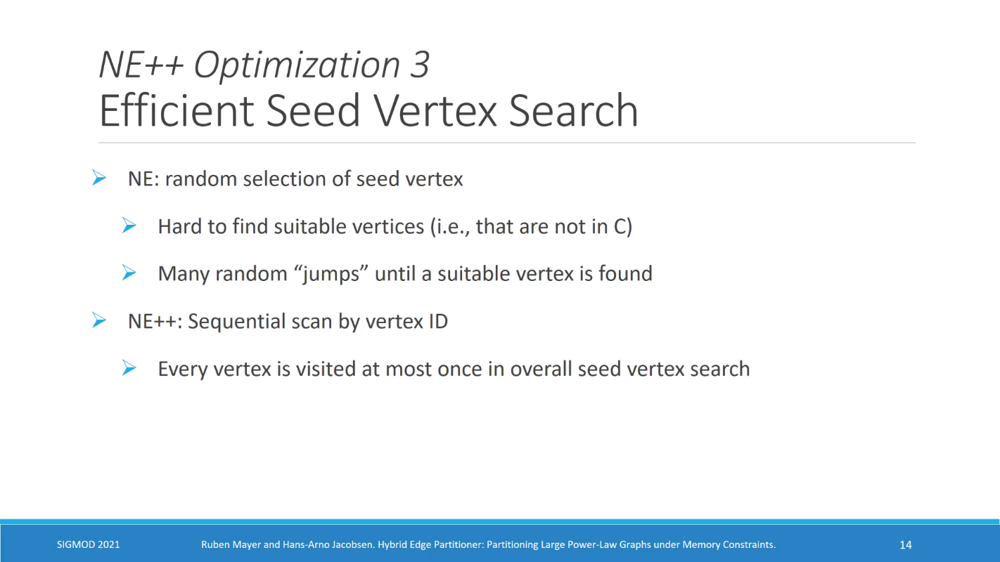 NE++ Optimization 3
Efficient Seed Vertex Search
NE: random selection of seed vertex
Hard to find suitable vertices (i.e., that are not in C)
Many random “jumps” until a suitable vertex is found
NE++: Sequential scan by vertex ID
Every vertex is visited at most once in overall seed vertex search
SIGMOD 2021
Ruben Mayer and Hans-Arno Jacobsen. Hybrid Edge Partitioner: Partitioning Large Power-Law Graphs under Memory Constraints.
14